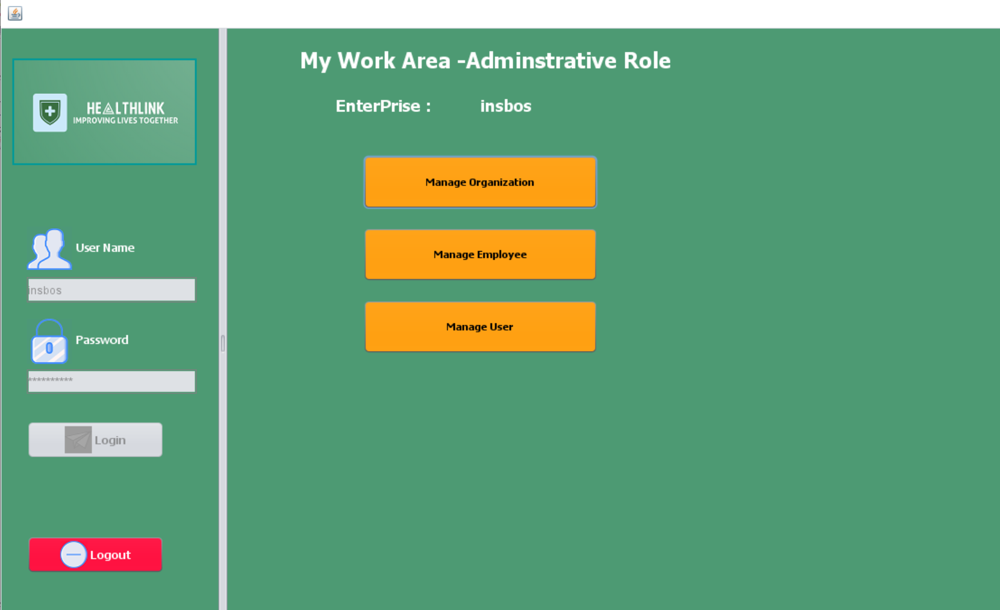 HEALTHLINK
IMPROVING LIVES TOGETHER
User Name
insbos
Password
**********
Login
Logout
My Work Area -Adminstrative Role
EnterPrise : insbos
Manage Organization
Manage Employee
Manage User